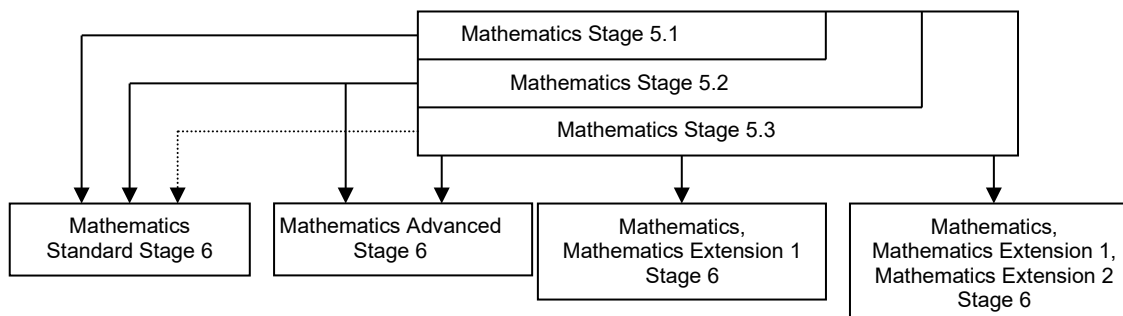 Mathematics Stage 5.1
Mathematics Stage 5.2
Mathematics Stage 5.3
Mathematics
Standard Stage 6
Mathematics Advanced
Stage 6
Mathematics,
Mathematics Extension 1
Stage 6
Mathematics,
Mathematics Extension 1,
Mathematics Extension 2
Stage 6